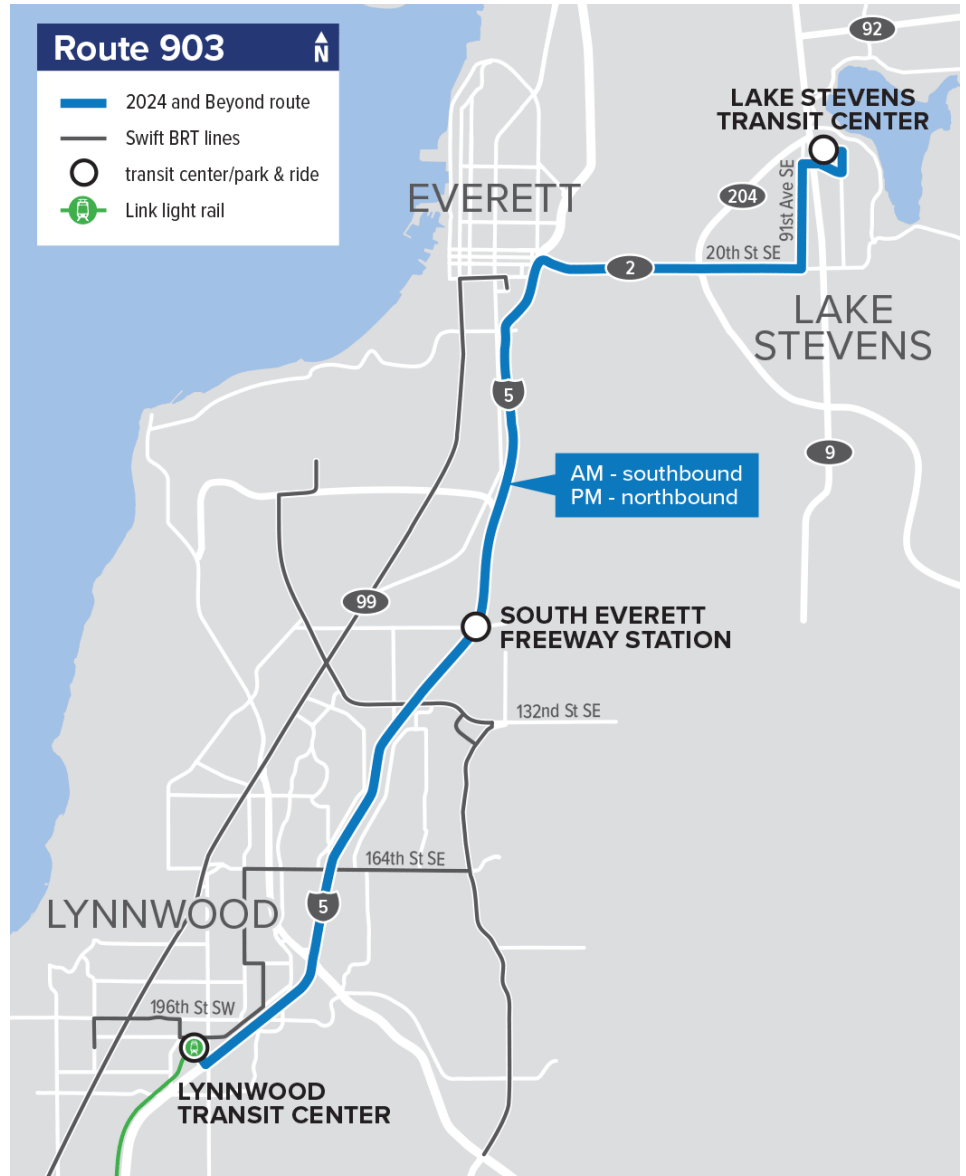 Route 903
N
2024 and Beyond route
Swift BRT lines
transit center/park & ride
Link light rail
92
LAKE STEVENS
TRANSIT CENTER
EVERETT
204
91st Ave SE
20th St SE
2
LAKE
STEVENS
5
9
AM - southbound
PM - northbound
99
SOUTH EVERETT
FREEWAY STATION
132nd St SE
164th St SE
5
LYNNWOOD
196th St SW
LYNNWOOD
TRANSIT CENTER